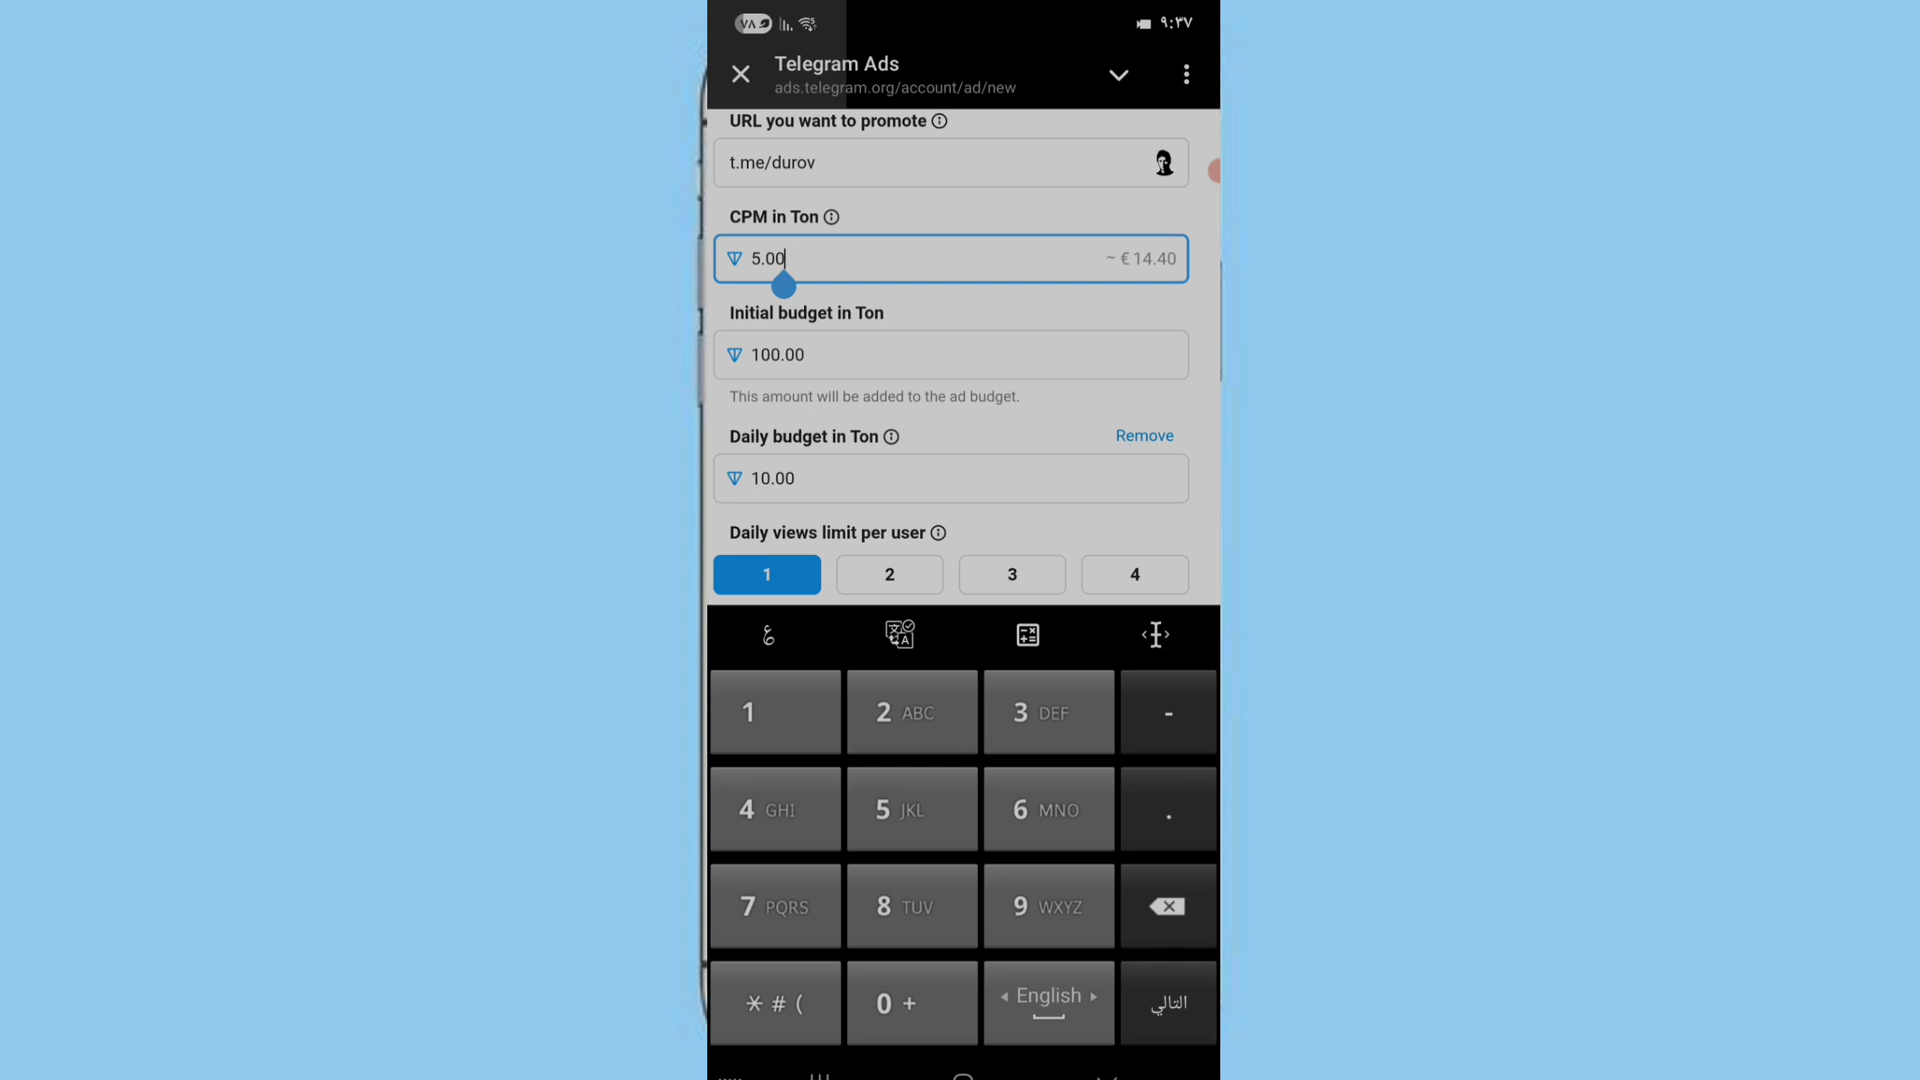 ٧٨
٩:٣٧
Telegram Ads
ads.telegram.org/account/ad/new
URL you want to promote
t.me/durov
CPM in Ton
5.00 ~ € 14.40
Initial budget in Ton
100.00
This amount will be added to the ad budget.
Daily budget in Ton Remove
10.00
Daily views limit per user
1 2 3 4
ع
1 2 ABC 3 DEF -
4 GHI 5 JKL 6 MNO .
7 PQRS 8 TUV 9 WXYZ
* # ( 0 + English التالي